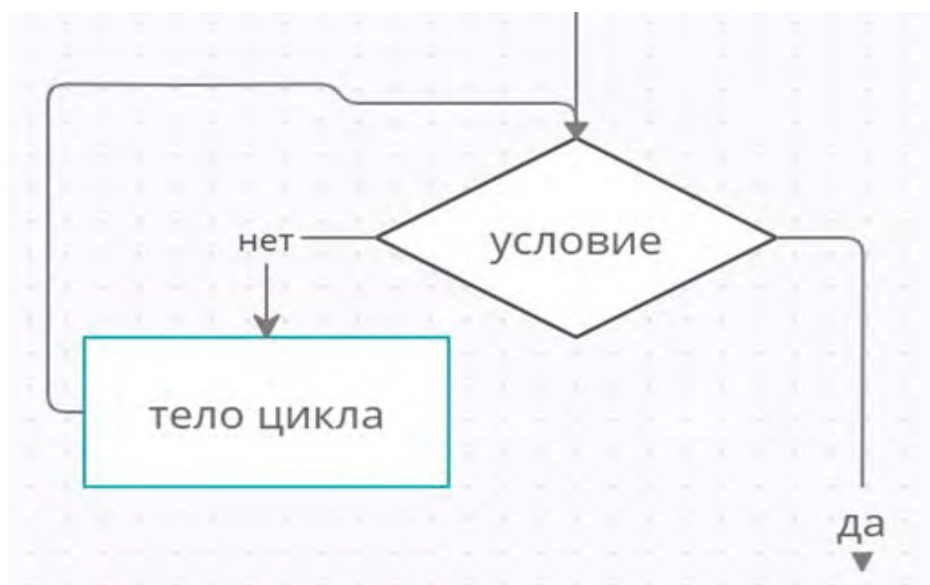 нет
условие
тело цикла
да